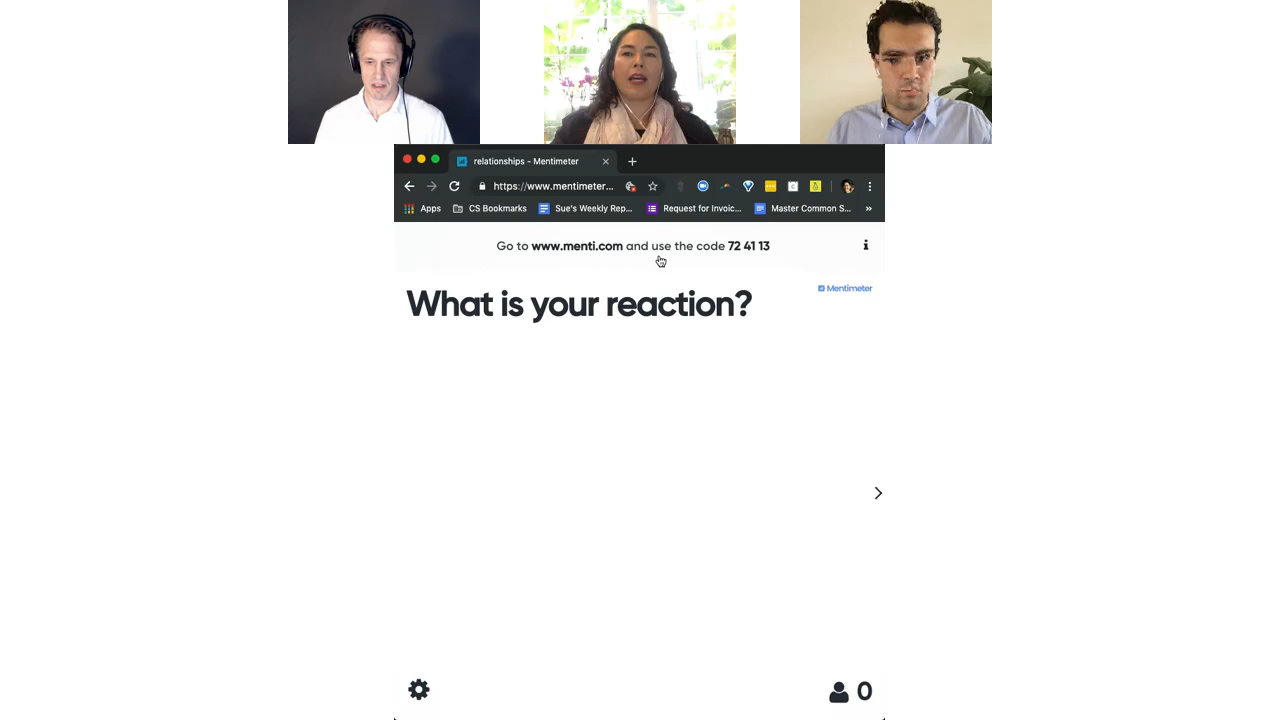 relationships - Mentimeter
https://www.mentimeter...
Apps CS Bookmarks Sue's Weekly Rep... Request for Invoic... Master Common S... »
Go to www.menti.com and use the code 72 41 13
Mentimeter
What is your reaction?
0